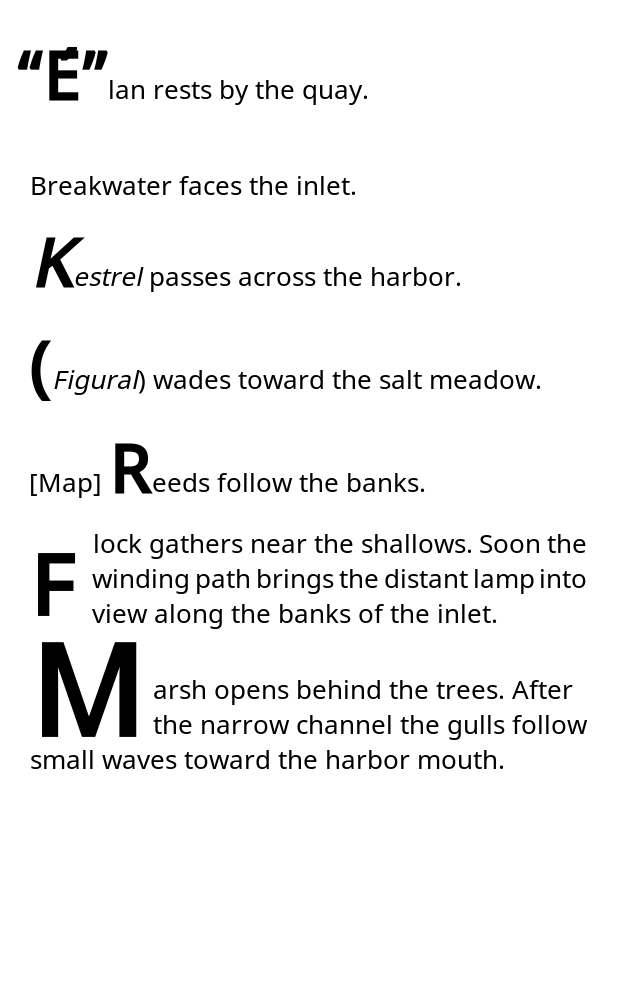 “É”lan rests by the quay.
Breakwater faces the inlet.
Kestrel passes across the harbor.
(Figural) wades toward the salt meadow.
[Map] Reeds follow the banks.
Flock gathers near the shallows. Soon the
winding path brings the distant lamp into
view along the banks of the inlet.
Marsh opens behind the trees. After
the narrow channel the gulls follow
small waves toward the harbor mouth.